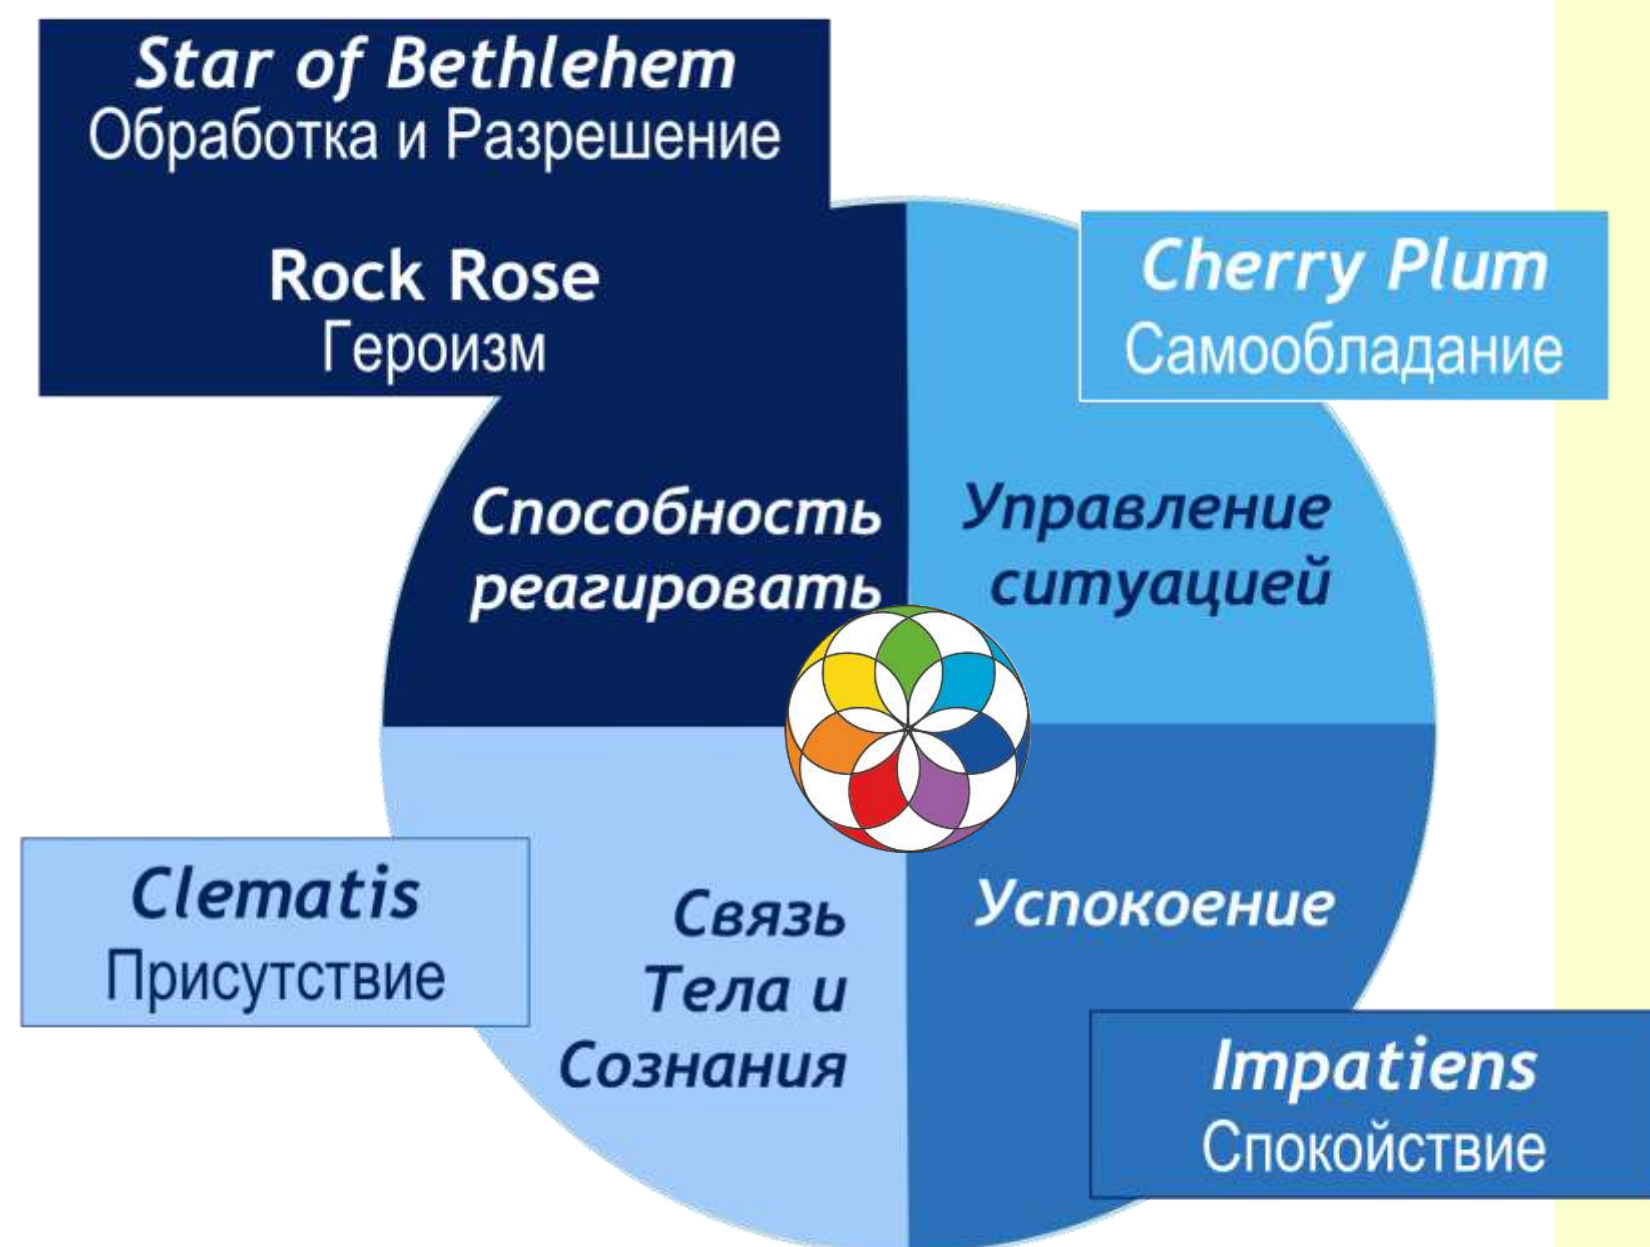 Star of Bethlehem
Обработка и Разрешение
Rock Rose
Героизм
Cherry Plum
Самообладание
Способность
реагировать
Управление
ситуацией
Clematis
Присутствие
Связь
Тела и
Сознания
Успокоение
Impatiens
Спокойствие